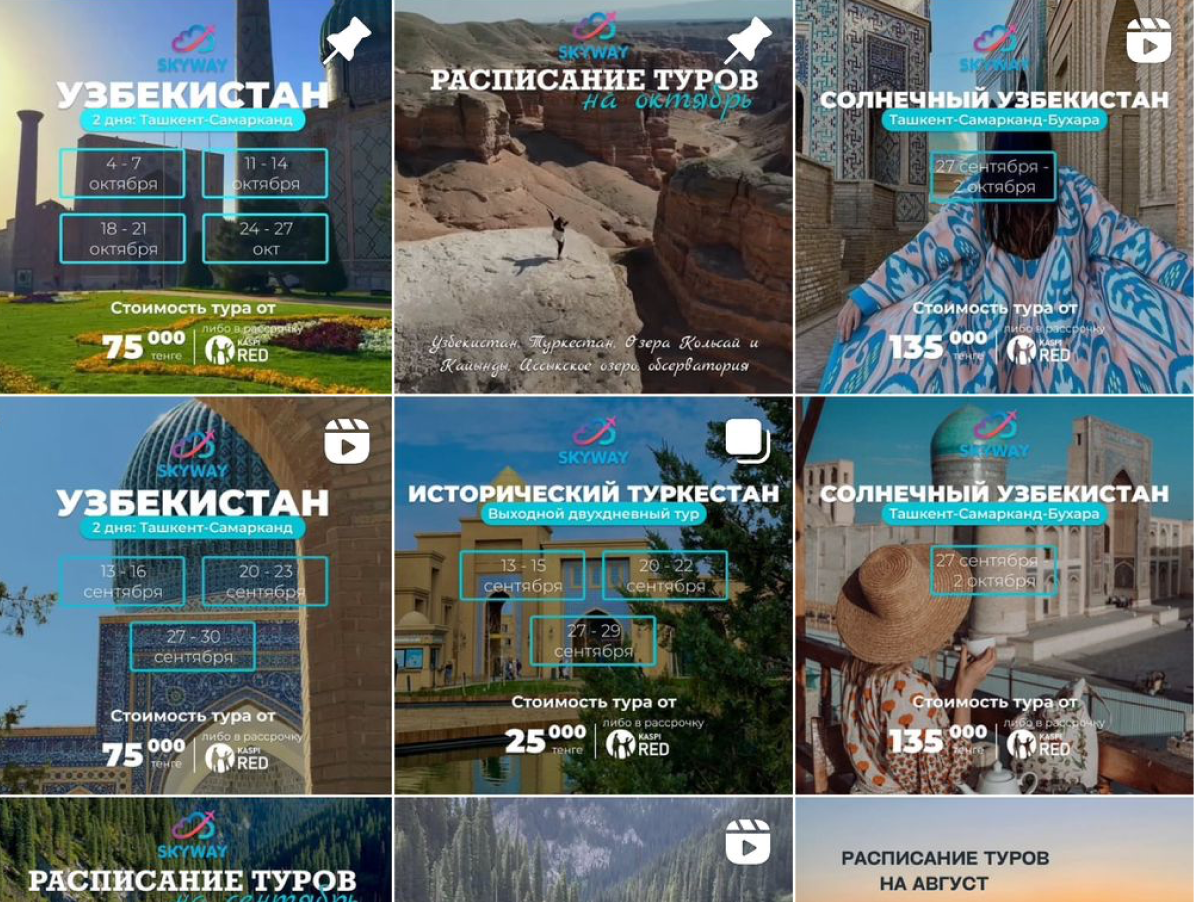 SKYWAY
УЗБЕКИСТАН
2 дня: Ташкент-Самарканд
4 - 7
октября
11 - 14
октября
18 - 21
октября
24 - 27
окт
Стоимость тура от
75 000
тенге
либо в рассрочку
KASPI
RED
SKYWAY
РАСПИСАНИЕ ТУРОВ
на октябрь
Узбекистан, Туркестан, Озера Кольсай и
Кайынды, Иссыкское озеро, обсерватория
SKYWAY
СОЛНЕЧНЫЙ УЗБЕКИСТАН
Ташкент-Самарканд-Бухара
27 сентября -
2 октября
Стоимость тура от
135 000
тенге
либо в рассрочку
KASPI
RED
SKYWAY
УЗБЕКИСТАН
2 дня: Ташкент-Самарканд
13 - 16
сентября
20 - 23
сентября
27 - 30
сентября
Стоимость тура от
75 000
тенге
либо в рассрочку
KASPI
RED
SKYWAY
ИСТОРИЧЕСКИЙ ТУРКЕСТАН
Выходной двухдневный тур
13 - 15
сентября
20 - 22
сентября
27 - 29
сентября
Стоимость тура от
25 000
тенге
либо в рассрочку
KASPI
RED
SKYWAY
СОЛНЕЧНЫЙ УЗБЕКИСТАН
Ташкент-Самарканд-Бухара
27 сентября -
2 октября
Стоимость тура от
135 000
тенге
либо в рассрочку
KASPI
RED
SKYWAY
РАСПИСАНИЕ ТУРОВ
на сентябрь
РАСПИСАНИЕ ТУРОВ
НА АВГУСТ